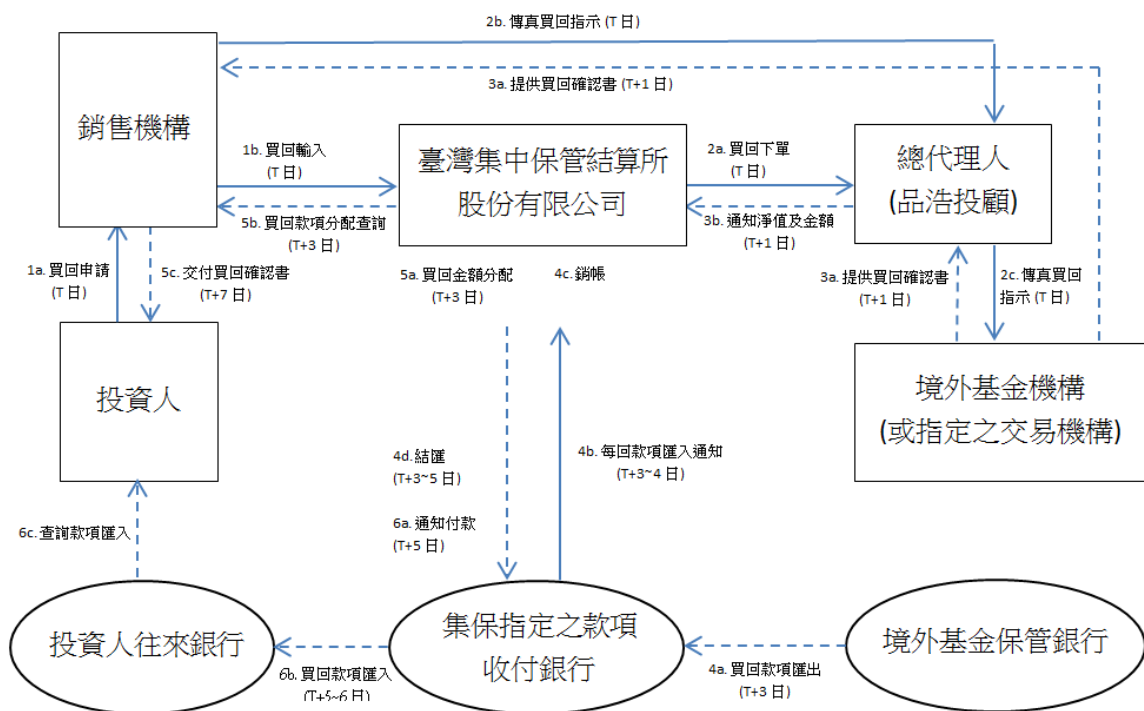 2b. 傳真買回指示 (T 日)
3a. 提供買回確認書 (T+1 日)
銷售機構
1b. 買回輸入
(T 日)
5b. 買回款項分配查詢
(T+3 日)
臺灣集中保管結算所
股份有限公司
2a. 買回下單
(T 日)
3b. 通知淨值及金額
(T+1 日)
總代理人
(品浩投顧)
1a. 買回申請
(T 日)
5c. 交付買回確認書
(T+7 日)
5a. 買回金額分配
(T+3 日)
4c. 銷帳
3a. 提供買回確認書
(T+1 日)
2c. 傳真買回
指示 (T 日)
投資人
境外基金機構
(或指定之交易機構)
4d. 結匯
(T+3~5 日)
4b. 每回款項匯入通知
(T+3~4 日)
6a. 通知付款
(T+5 日)
6c. 查詢款項匯入
投資人往來銀行
6b. 買回款項匯入
(T+5~6 日)
集保指定之款項
收付銀行
4a. 買回款項匯出
(T+3 日)
境外基金保管銀行